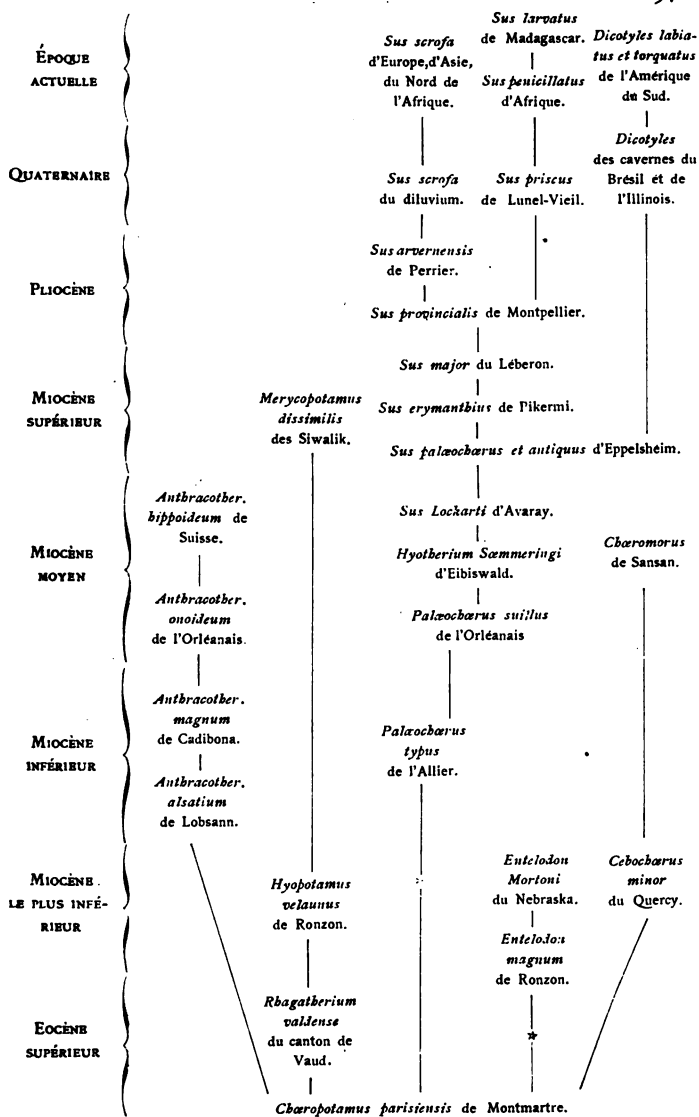 ÉPOQUE
ACTUELLE
Sus scrofa
d'Europe,d'Asie,
du Nord de
l'Afrique.
Sus larvatus
de Madagascar.
Sus penicillatus
d'Afrique.
Dicotyles labia-
tus et torquatus
de l'Amérique
du Sud.
QUATERNAIRE
Sus scrofa
du diluvium.
Sus priscus
de Lunel-Vieil.
Dicotyles
des cavernes du
Brésil et de
l'Illinois.
PLIOCÈNE
Sus arvernensis
de Perrier.
Sus provincialis de Montpellier.
MIOCÈNE
SUPÉRIEUR
Merycopotamus
dissimilis
des Siwalik.
Sus major du Léberon.
Sus erymanthius de Pikermi.
Sus palæochœrus et antiquus d'Eppelsheim.
MIOCÈNE
MOYEN
Anthracother.
hippoideum de
Suisse.
Anthracother.
onoideum
de l'Orléanais.
Sus Lockarti d'Avaray.
Hyotherium Sœmmeringi
d'Eibiswald.
Palæochœrus suillus
de l'Orléanais
Chœromorus
de Sansan.
MIOCÈNE
INFÉRIEUR
Anthracother.
magnum
de Cadibona.
Anthracother.
alsatium
de Lobsann.
Palæochœrus
typus
de l'Allier.
MIOCÈNE
LE PLUS INFÉ-
RIEUR
Hyopotamus
velaunus
de Ronzon.
Entelodon
Mortoni
du Nebraska.
Entelodon
magnum
de Ronzon.
Cebochœrus
minor
du Quercy.
EOCÈNE
SUPÉRIEUR
Rhagatherium
valdense
du canton de
Vaud.
Chœropotamus parisiensis de Montmartre.